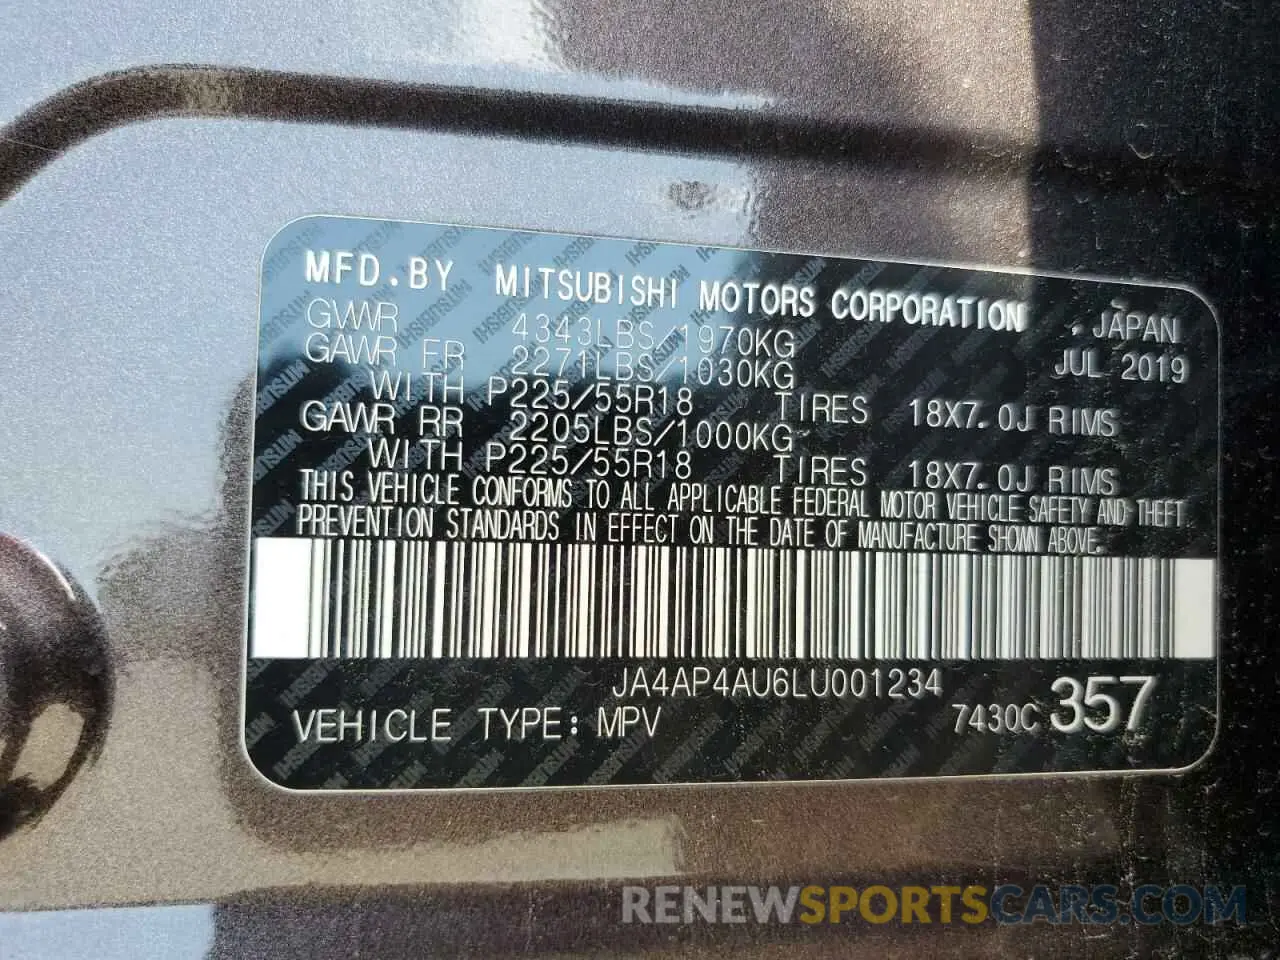 MFD.BY MITSUBISHI MOTORS CORPORATION , JAPAN
GVWR 4343LBS/1970KG JUL 2019
GAWR FR 2271LBS/1030KG
WITH P225/55R18 TIRES 18X7.0J RIMS
GAWR RR 2205LBS/1000KG
WITH P225/55R18 TIRES 18X7.0J RIMS
THIS VEHICLE CONFORMS TO ALL APPLICABLE FEDERAL MOTOR VEHICLE SAFETY AND THEFT
PREVENTION STANDARDS IN EFFECT ON THE DATE OF MANUFACTURE SHOWN ABOVE.
JA4AP4AU6LU001234
VEHICLE TYPE: MPV 7430C 357
RENEWSPORTSCARS.COM